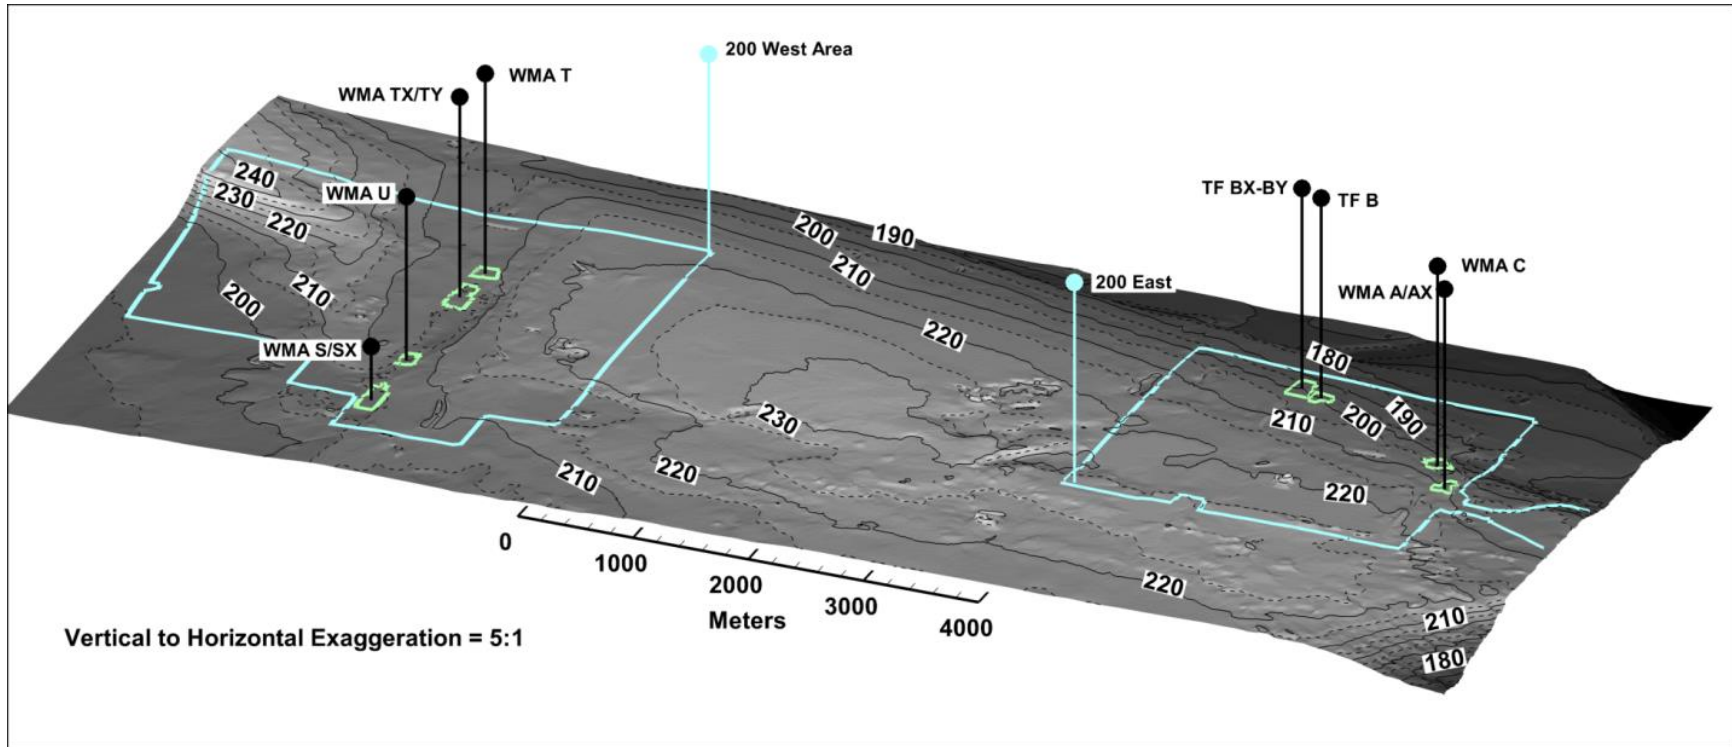 200 West Area
WMA T
WMA TX/TY
WMA U
WMA S/SX
TF BX-BY
TF B
WMA C
WMA A/AX
200 East
240
230
220
210
200
200
190
210
220
180
190
200
210
220
230
220
210
220
210
180
0
1000
2000
3000
4000
Meters
Vertical to Horizontal Exaggeration = 5:1